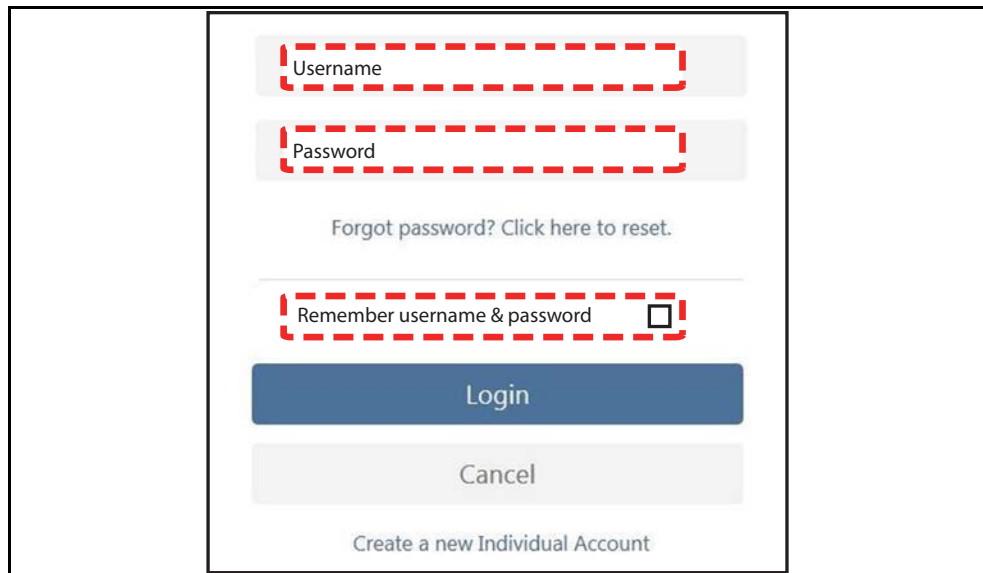 Username
Password
Forgot password? Click here to reset.
Remember username & password
Login
Cancel
Create a new Individual Account